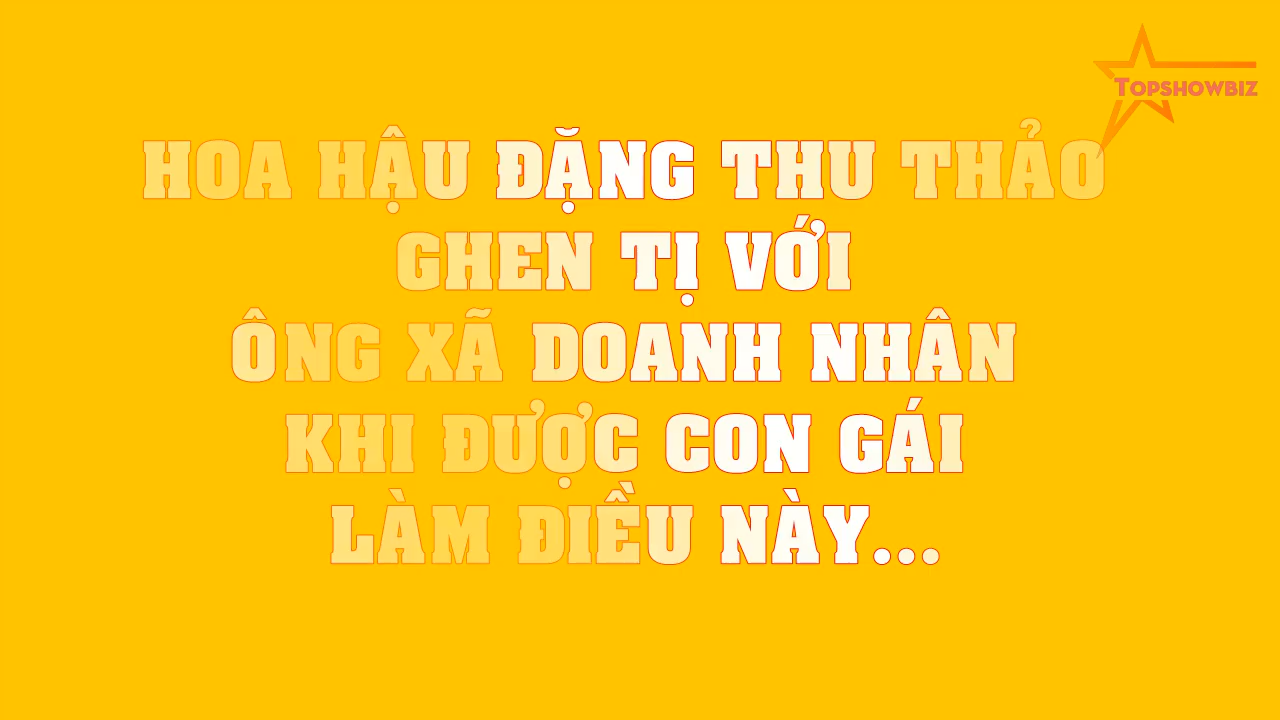 TOPSHOWBIZ
HOA HẬU ĐẶNG THU THẢO
GHEN TỊ VỚI
ÔNG XÃ DOANH NHÂN
KHI ĐƯỢC CON GÁI
LÀM ĐIỀU NÀY...